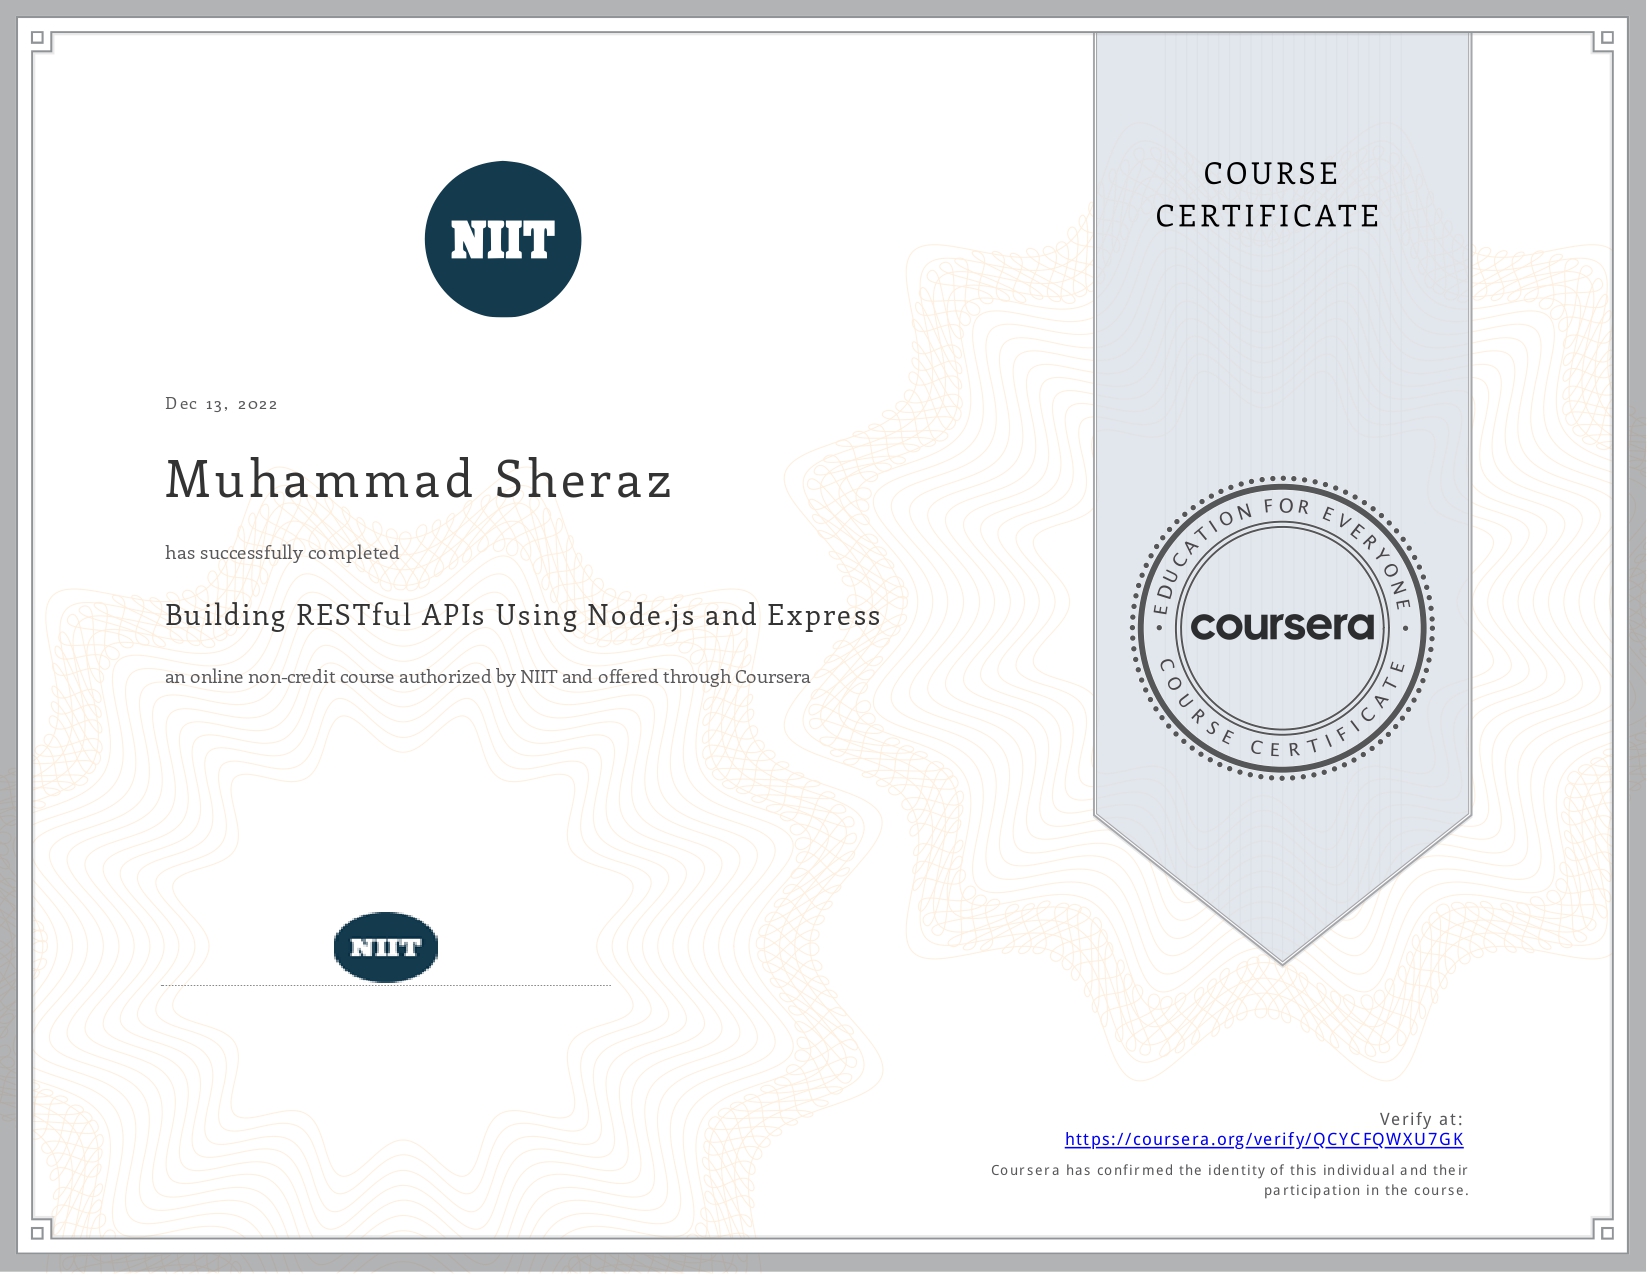 NIIT
COURSE
CERTIFICATE
Dec 13, 2022
Muhammad Sheraz
has successfully completed
Building RESTful APIs Using Node.js and Express
an online non-credit course authorized by NIIT and offered through Coursera
• EDUCATION FOR EVERYONE •
coursera
COURSE CERTIFICATE
NIIT
Verify at:
https://coursera.org/verify/QCYCFQWXU7GK
Coursera has confirmed the identity of this individual and their
participation in the course.